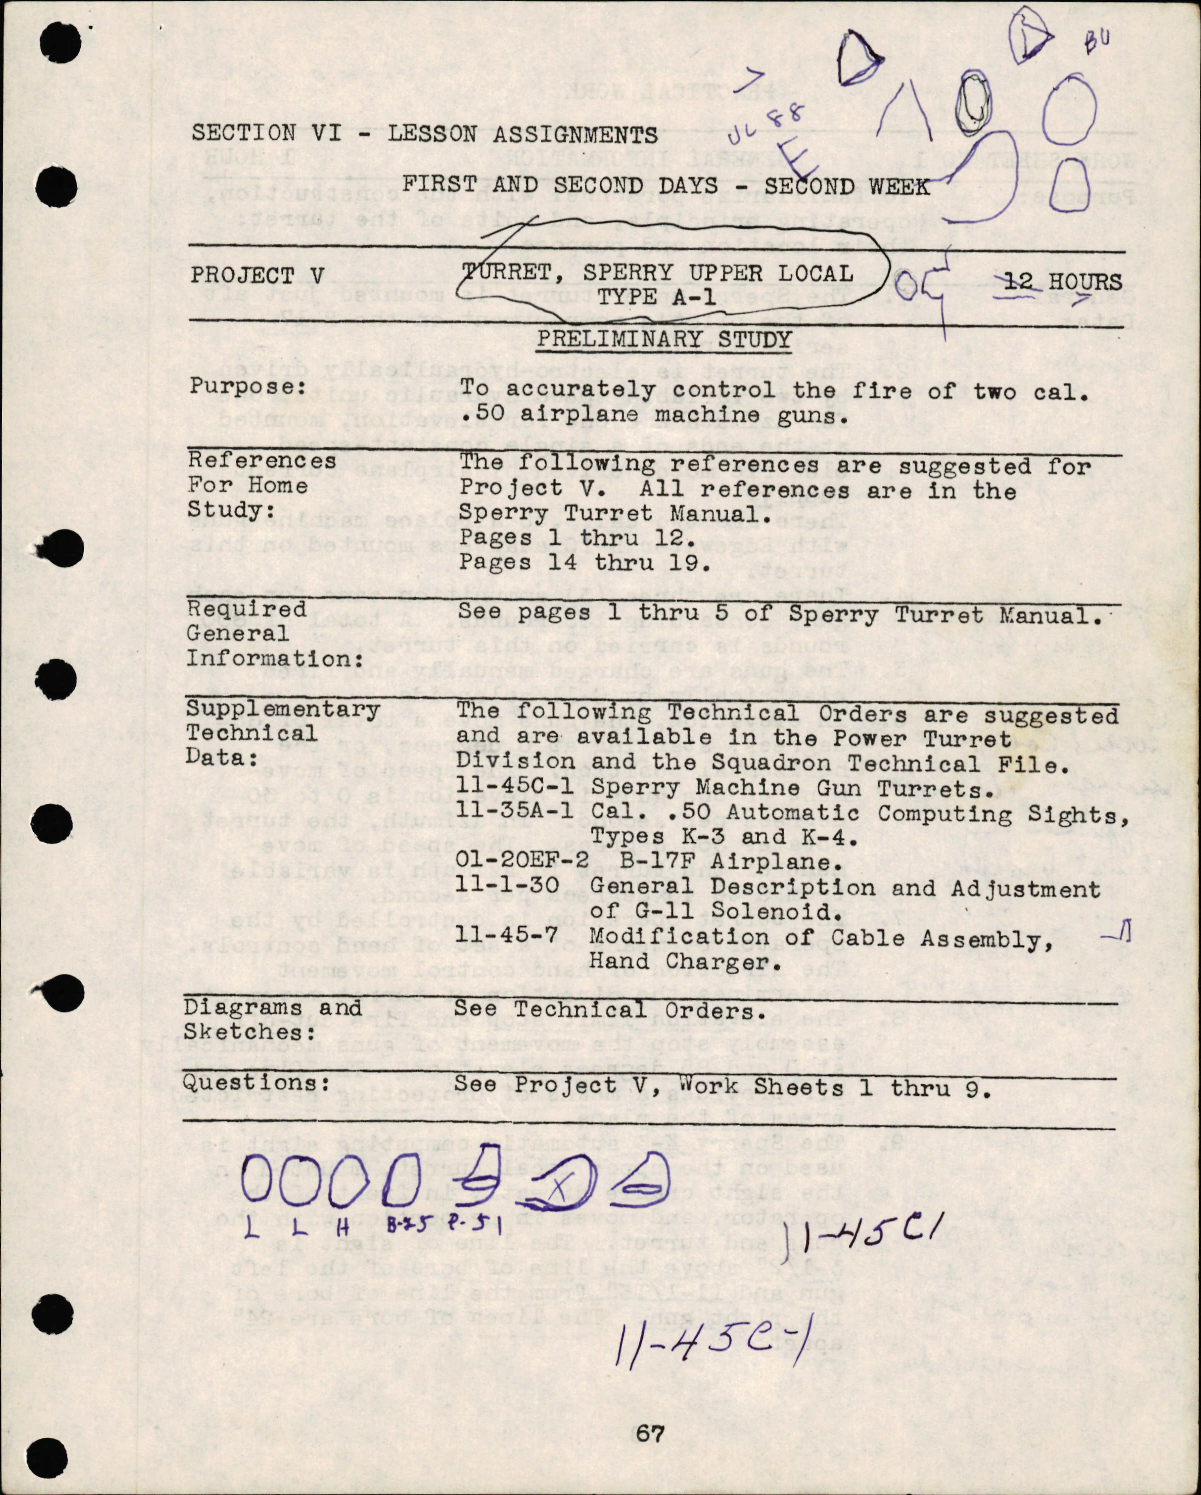 BU
JU 88
E
SECTION VI - LESSON ASSIGNMENTS
FIRST AND SECOND DAYS - SECOND WEEK
PROJECT V TURRET, SPERRY UPPER LOCAL 12 HOURS
TYPE A-1
PRELIMINARY STUDY
Purpose: To accurately control the fire of two cal.
.50 airplane machine guns.
References The following references are suggested for
For Home Project V. All references are in the
Study: Sperry Turret Manual.
Pages 1 thru 12.
Pages 14 thru 19.
Required See pages 1 thru 5 of Sperry Turret Manual.
General
Information:
Supplementary The following Technical Orders are suggested
Technical and are available in the Power Turret
Data: Division and the Squadron Technical File.
11-45C-1 Sperry Machine Gun Turrets.
11-35A-1 Cal. .50 Automatic Computing Sights,
Types K-3 and K-4.
01-20EF-2 B-17F Airplane.
11-1-30 General Description and Adjustment
of G-11 Solenoid.
11-45-7 Modification of Cable Assembly,
Hand Charger.
Diagrams and See Technical Orders.
Sketches:
Questions: See Project V, Work Sheets 1 thru 9.
L L H B-25 P-51
11-45C1
11-45C-1
67